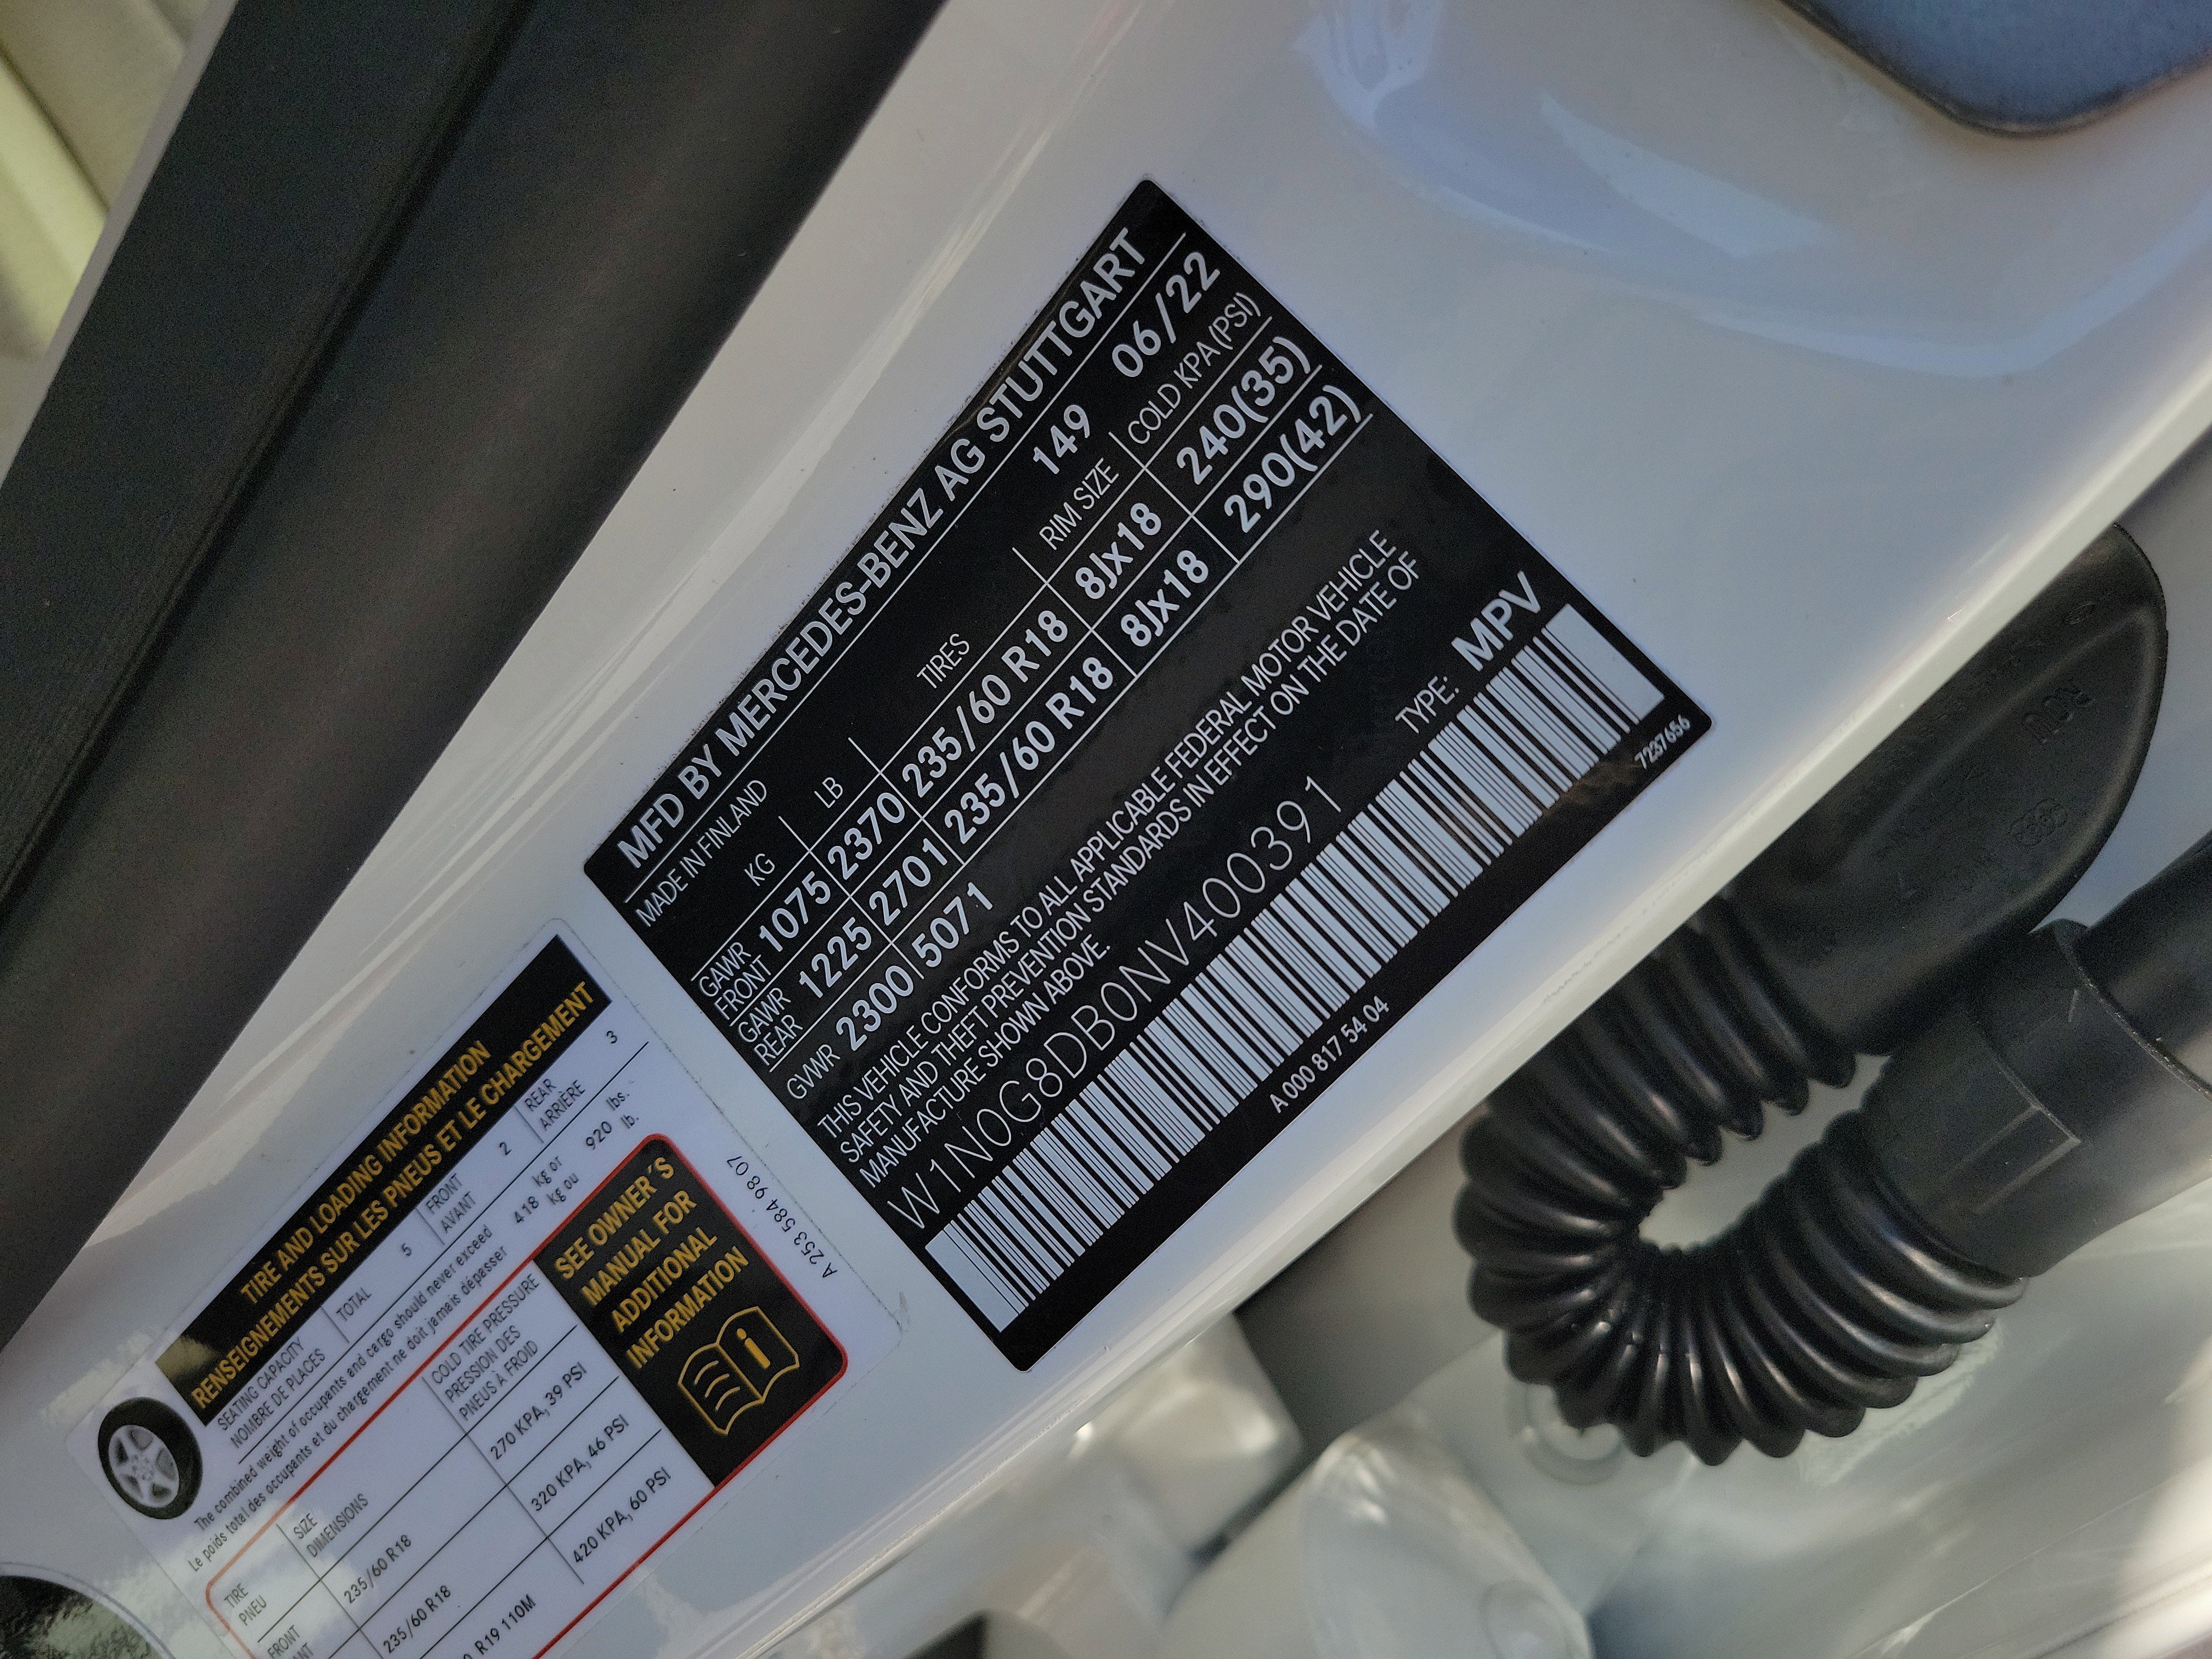 MFD BY MERCEDES-BENZ AG STUTTGART
MADE IN FINLAND 149 06/22
KG LB TIRES RIM SIZE COLD KPA(PSI)
GAWR FRONT 1075 2370 235/60 R18 8Jx18 240(35)
GAWR REAR 1225 2701 235/60 R18 8Jx18 290(42)
GVWR 2300 5071
THIS VEHICLE CONFORMS TO ALL APPLICABLE FEDERAL MOTOR VEHICLE
SAFETY AND THEFT PREVENTION STANDARDS IN EFFECT ON THE DATE OF
MANUFACTURE SHOWN ABOVE.
TYPE: MPV
W1N0G8DB0NV400391
A 000 817 54 04
7237656
TIRE AND LOADING INFORMATION
RENSEIGNEMENTS SUR LES PNEUS ET LE CHARGEMENT
SEATING CAPACITY
NOMBRE DE PLACES
TOTAL 5
FRONT
AVANT 2
REAR
ARRIÈRE 3
The combined weight of occupants and cargo should never exceed
Le poids total des occupants et du chargement ne doit jamais dépasser
418 kg or
kg ou 920 lbs.
lb.
TIRE
PNEU
SIZE
DIMENSIONS
COLD TIRE PRESSURE
PRESSION DES
PNEUS À FROID
FRONT
235/60 R18 270 KPA, 39 PSI
235/60 R18 320 KPA, 46 PSI
R19 110M 420 KPA, 60 PSI
SEE OWNER'S
MANUAL FOR
ADDITIONAL
INFORMATION
A 253 584 98 07